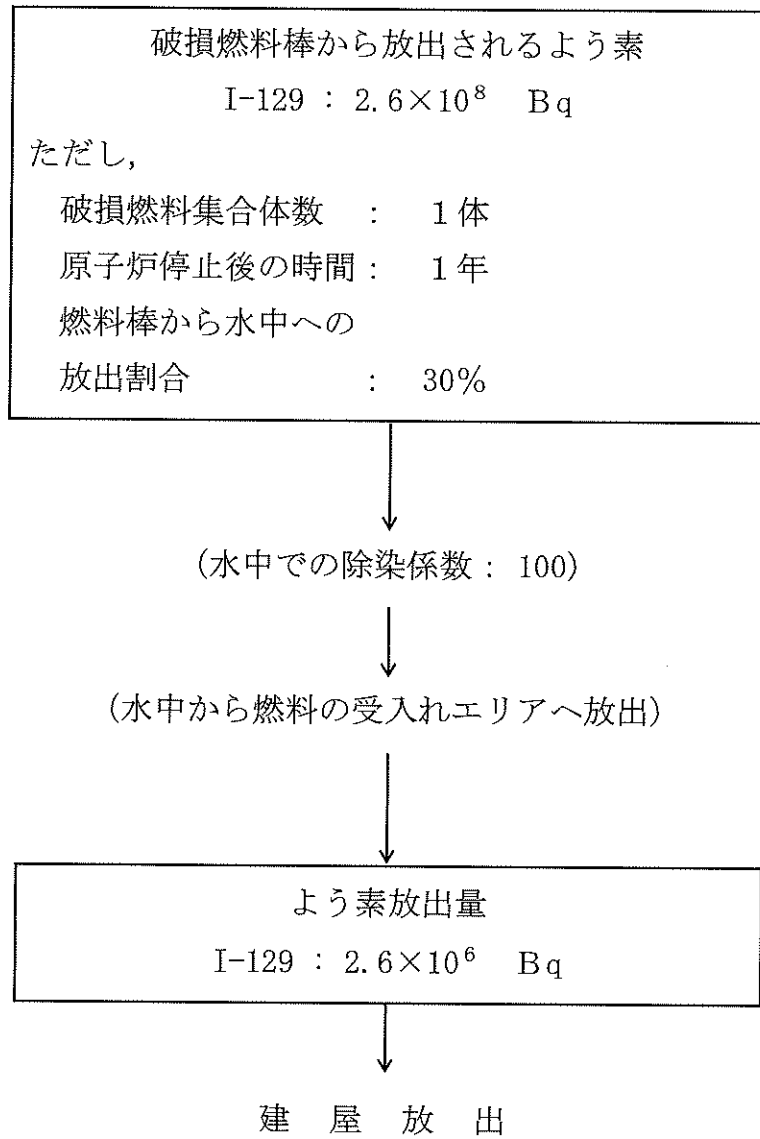 破損燃料棒から放出されるよう素
I-129 : 2.6×10⁸ Bq
ただし,
破損燃料集合体数 : 1体
原子炉停止後の時間 : 1年
燃料棒から水中への
放出割合 : 30%
(水中での除染係数 : 100)
(水中から燃料の受入れエリアへ放出)
よう素放出量
I-129 : 2.6×10⁶ Bq
建 屋 放 出